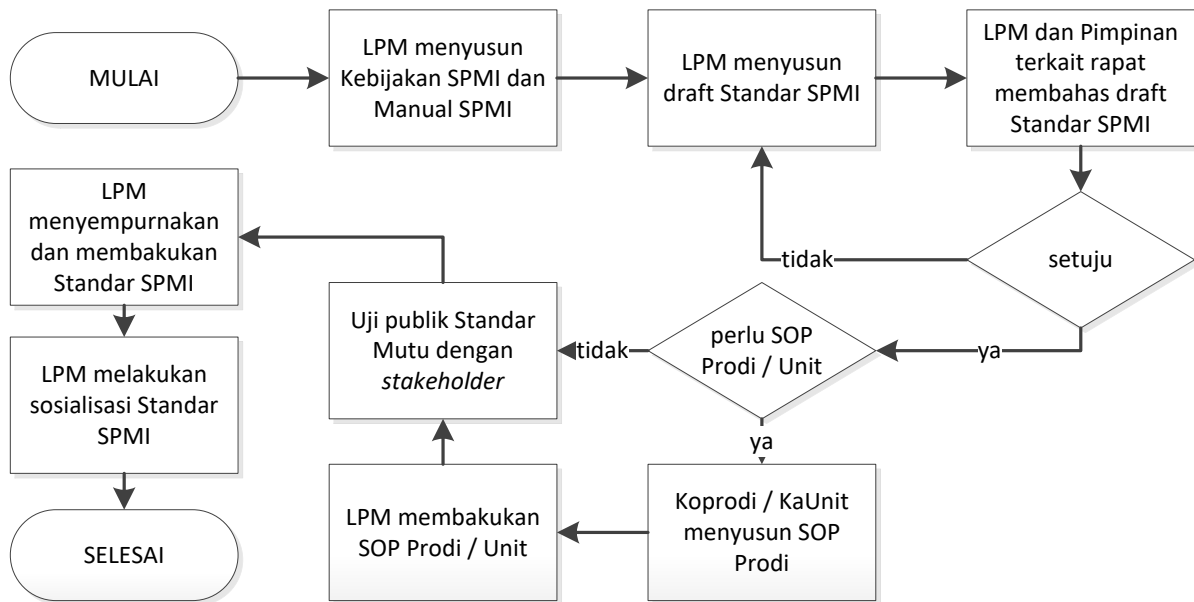 MULAI
LPM menyusun
Kebijakan SPMI dan
Manual SPMI
LPM menyusun
draft Standar SPMI
LPM dan Pimpinan
terkait rapat
membahas draft
Standar SPMI
setuju
tidak
ya
perlu SOP
Prodi / Unit
tidak
ya
Koprodi / KaUnit
menyusun SOP
Prodi
LPM membakukan
SOP Prodi / Unit
Uji publik Standar
Mutu dengan
stakeholder
LPM
menyempurnakan
dan membakukan
Standar SPMI
LPM melakukan
sosialisasi Standar
SPMI
SELESAI